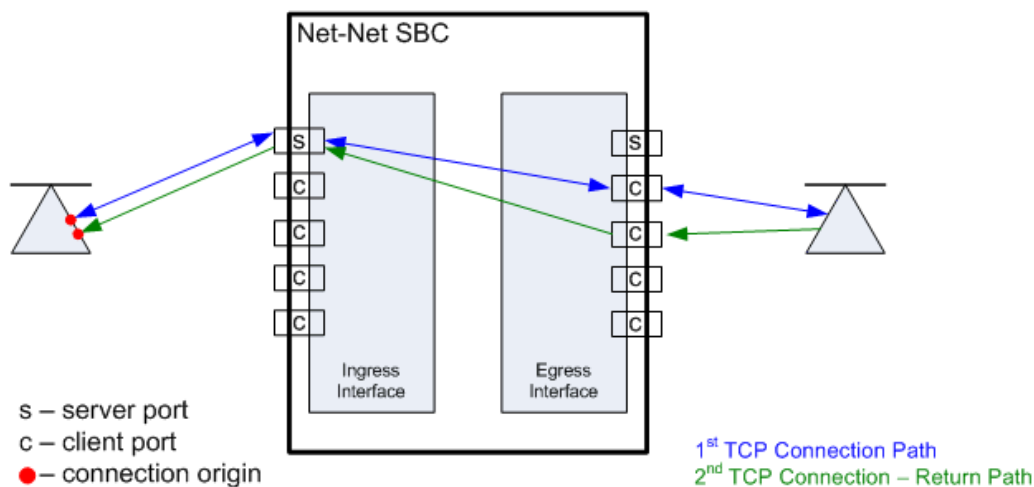 Net-Net SBC
s
c
c
c
c
s
c
c
c
c
Ingress
Interface
Egress
Interface
s – server port
c – client port
– connection origin
1st TCP Connection Path
2nd TCP Connection – Return Path